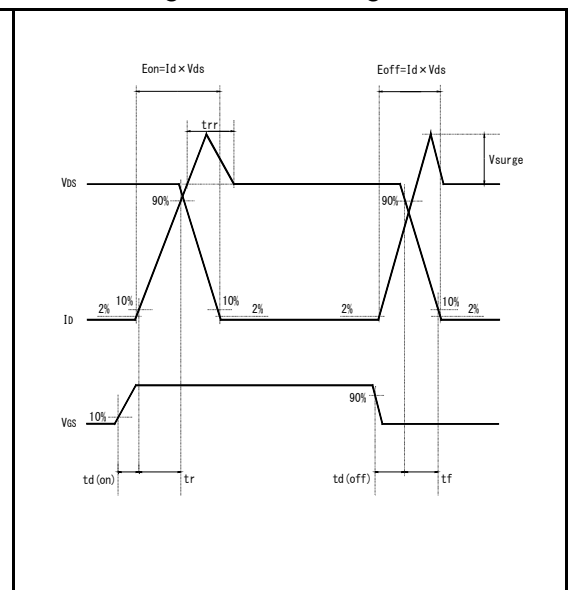 Eon=Id×Vds
Eoff=Id×Vds
trr
Vsurge
VDS
90%
90%
10%
10%
10%
2%
2%
2%
2%
ID
90%
VGS
10%
td(on)
tr
td(off)
tf